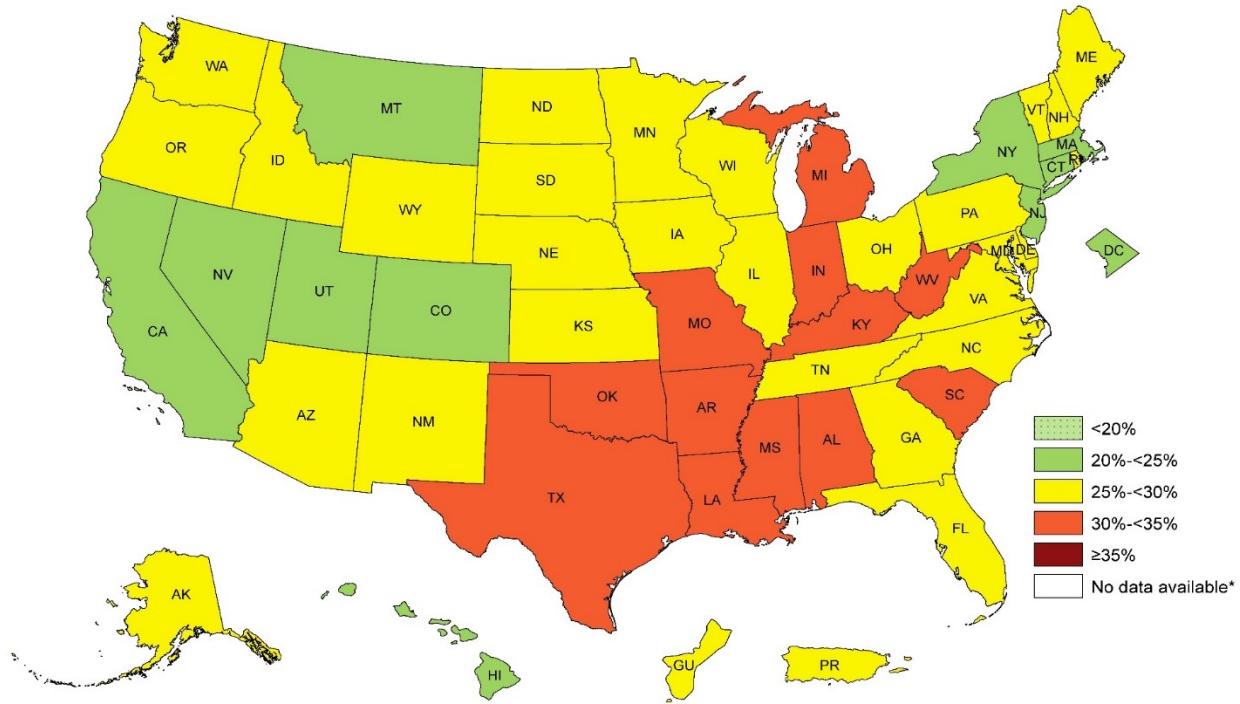 WA
MT
ND
MN
ME
VT
NH
OR
ID
SD
WI
NY
MA
CT
R
WY
MI
IA
PA
NJ
NE
OH
MD
DE
DC
NV
UT
IL
IN
WV
CA
CO
KS
MO
KY
VA
NC
TN
OK
AR
SC
AZ
NM
MS
AL
GA
TX
LA
FL
<20%
20%-<25%
25%-<30%
30%-<35%
≥35%
No data available*
AK
HI
GU
PR